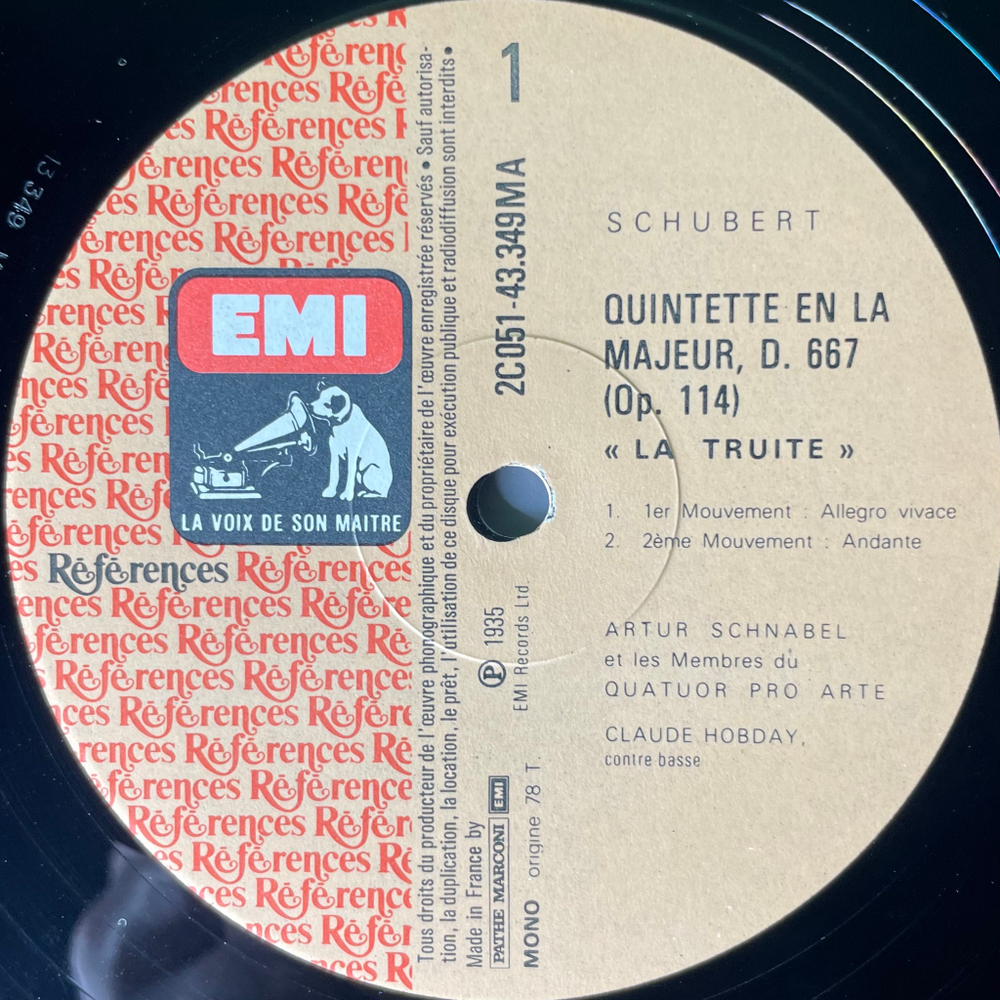 1
2C051-43.349 MA
SCHUBERT
QUINTETTE EN LA
MAJEUR, D. 667
(Op. 114)
« LA TRUITE »
1. 1er Mouvement : Allegro vivace
2. 2ème Mouvement : Andante
ARTUR SCHNABEL
et les Membres du
QUATUOR PRO ARTE
CLAUDE HOBDAY,
contre basse
EMI
LA VOIX DE SON MAITRE
Références
Tous droits du producteur de l'œuvre phonographique et du propriétaire de l'œuvre enregistrée réservés • Sauf autorisa-
tion, la duplication, la location, le prêt, l'utilisation de ce disque pour exécution publique et radiodiffusion sont interdits •
Made in France by
PATHE MARCONI EMI
MONO origine 78 T.
℗ 1935
EMI Records Ltd
13 349